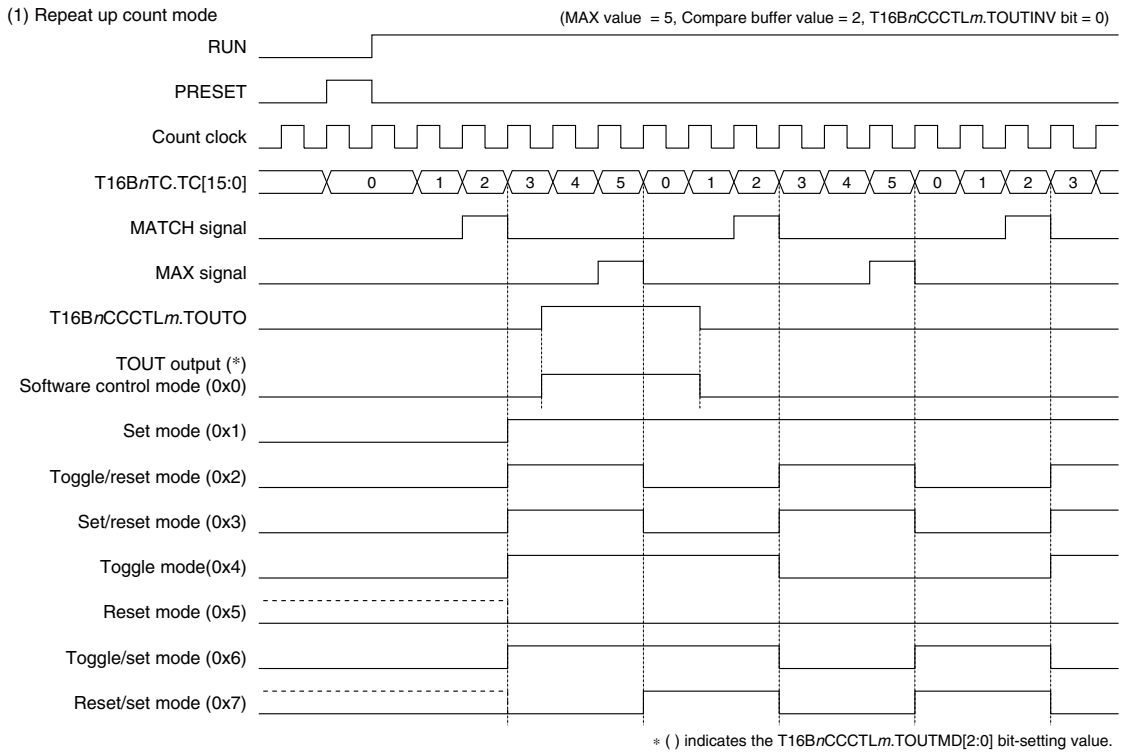 (1) Repeat up count mode
(MAX value = 5, Compare buffer value = 2, T16BnCCCTLm.TOUTINV bit = 0)
RUN
PRESET
Count clock
T16BnTC.TC[15:0] 0 1 2 3 4 5 0 1 2 3 4 5 0 1 2 3
MATCH signal
MAX signal
T16BnCCCTLm.TOUTO
TOUT output (*)
Software control mode (0x0)
Set mode (0x1)
Toggle/reset mode (0x2)
Set/reset mode (0x3)
Toggle mode(0x4)
Reset mode (0x5)
Toggle/set mode (0x6)
Reset/set mode (0x7)
* ( ) indicates the T16BnCCCTLm.TOUTMD[2:0] bit-setting value.